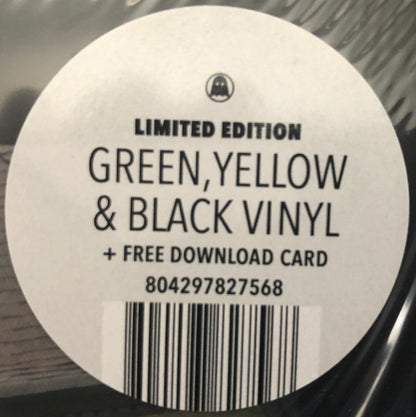 LIMITED EDITION
GREEN, YELLOW
& BLACK VINYL
+ FREE DOWNLOAD CARD
804297827568